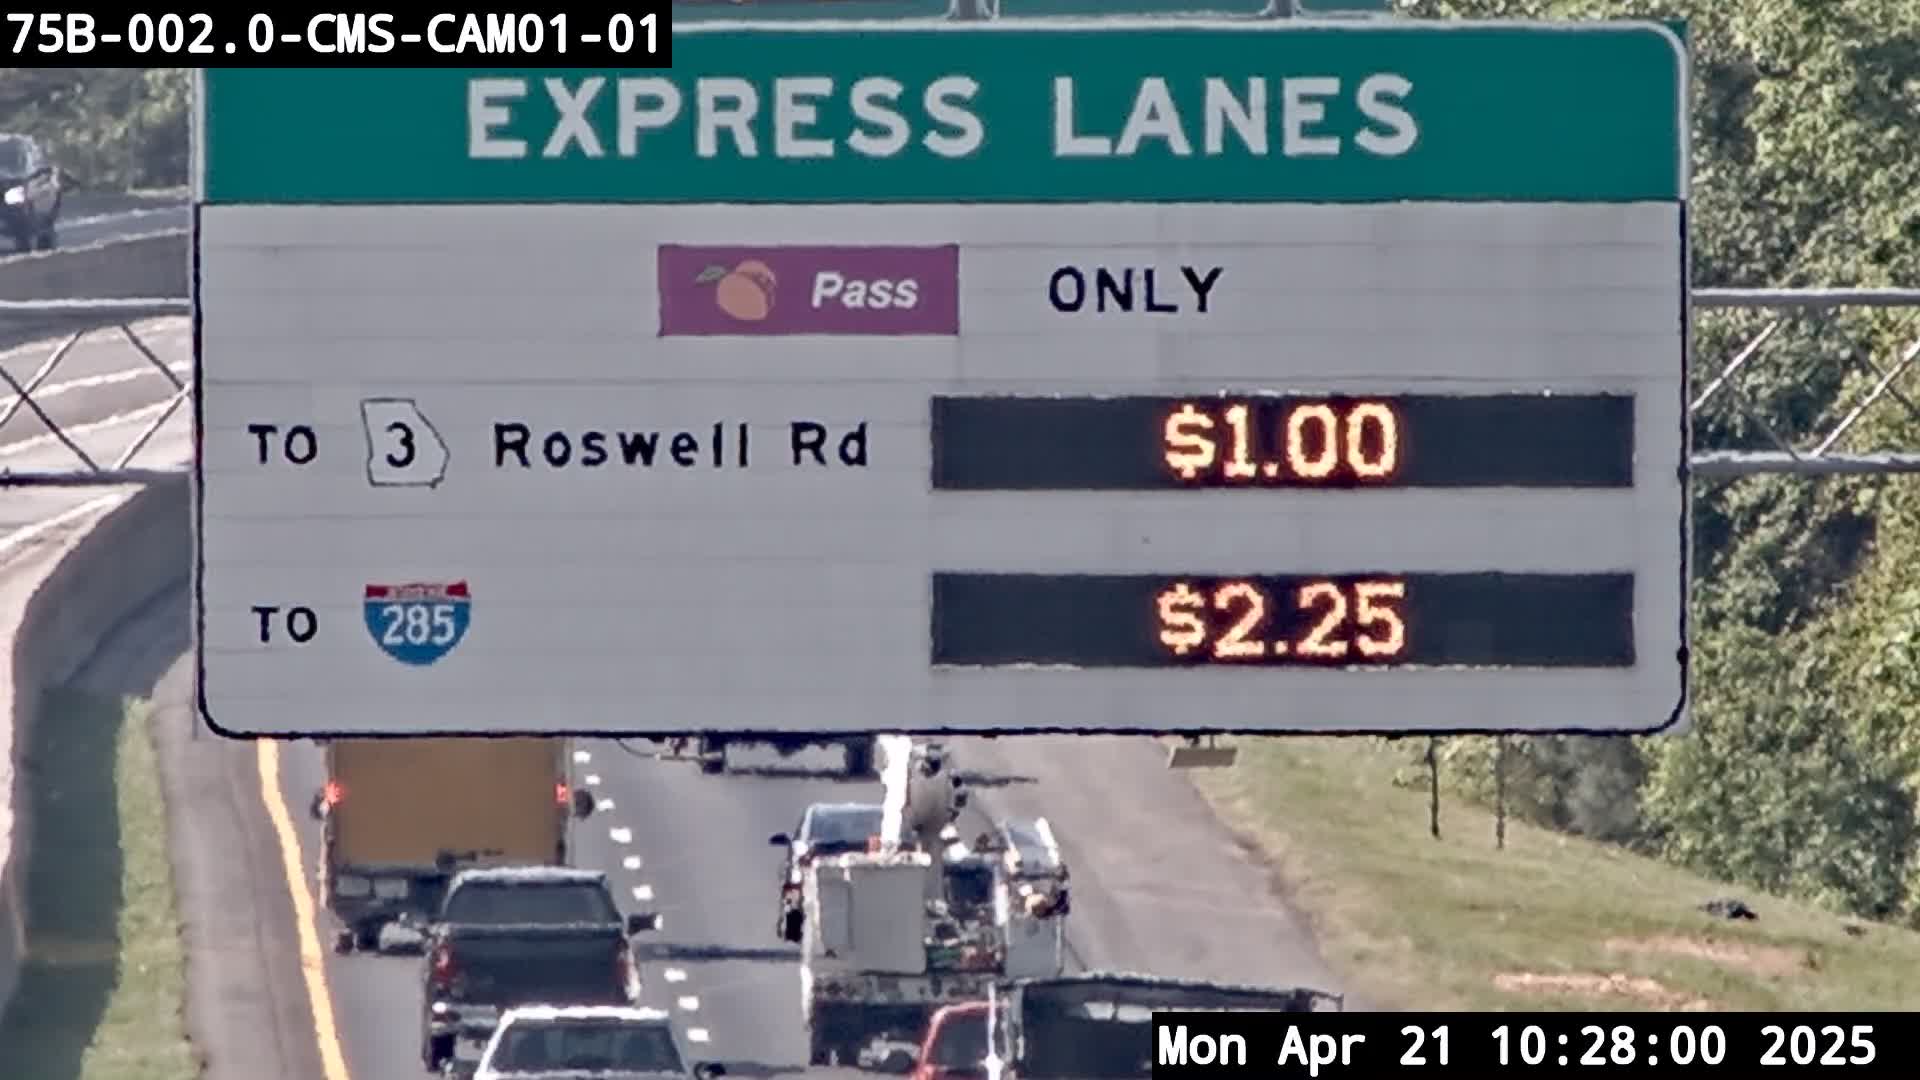 75B-002.0-CMS-CAM01-01
EXPRESS LANES
Pass ONLY
TO 3 Roswell Rd $1.00
TO 285 $2.25
Mon Apr 21 10:28:00 2025